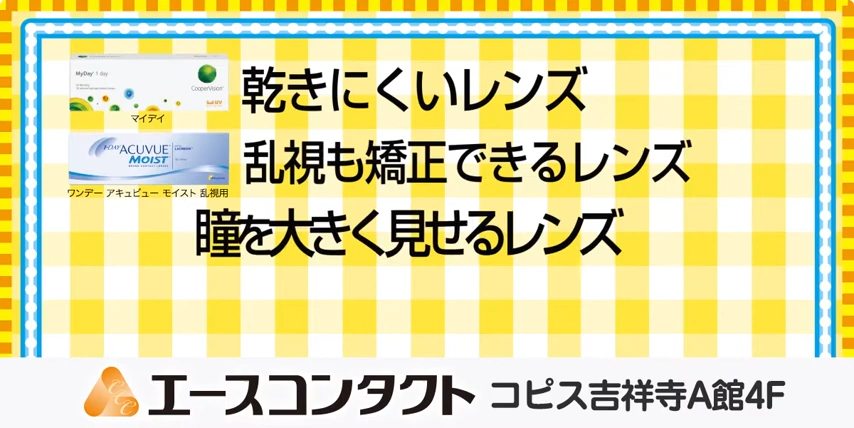 MyDay® 1 day
CooperVision
UV
マイデイ
乾きにくいレンズ
1-DAY ACUVUE
MOIST
ワンデー アキュビュー モイスト 乱視用
乱視も矯正できるレンズ
瞳を大きく見せるレンズ
エースコンタクト コピス吉祥寺A館4F